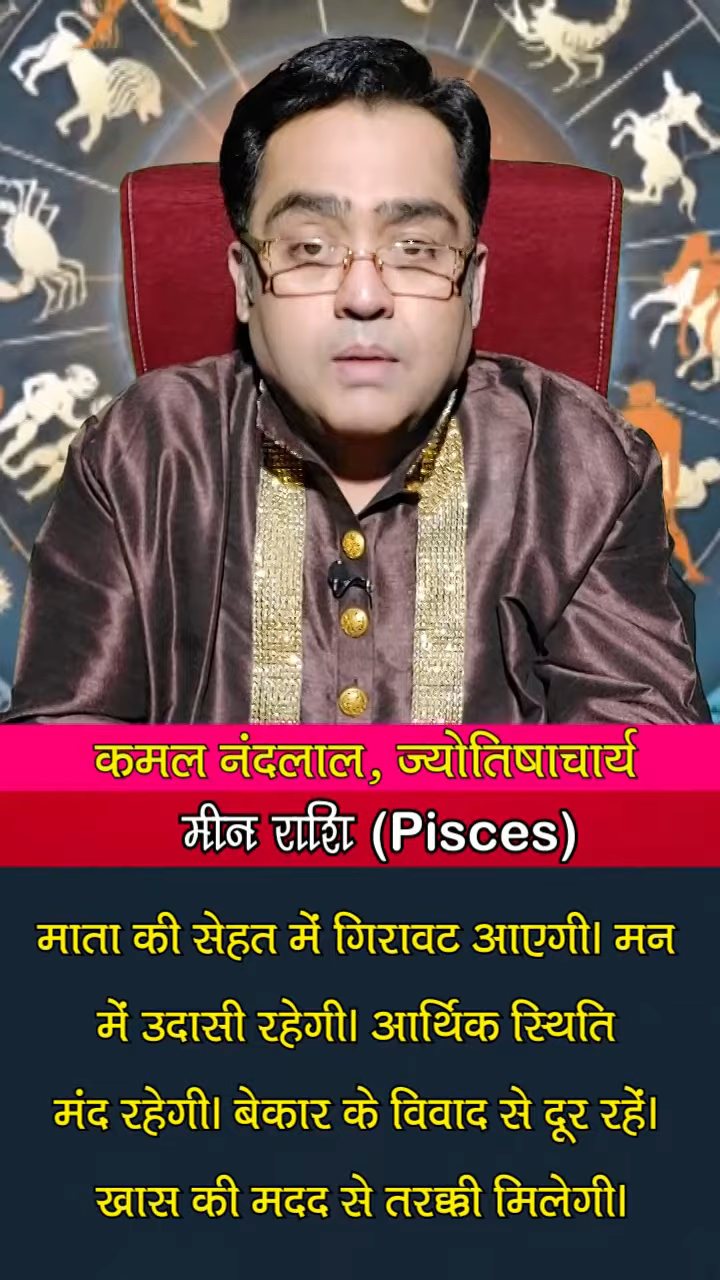 कमल नंदलाल, ज्योतिषाचार्य
मीन राशि (Pisces)
माता की सेहत में गिरावट आएगी। मन
में उदासी रहेगी। आर्थिक स्थिति
मंद रहेगी। बेकार के विवाद से दूर रहें।
खास की मदद से तरक्की मिलेगी।